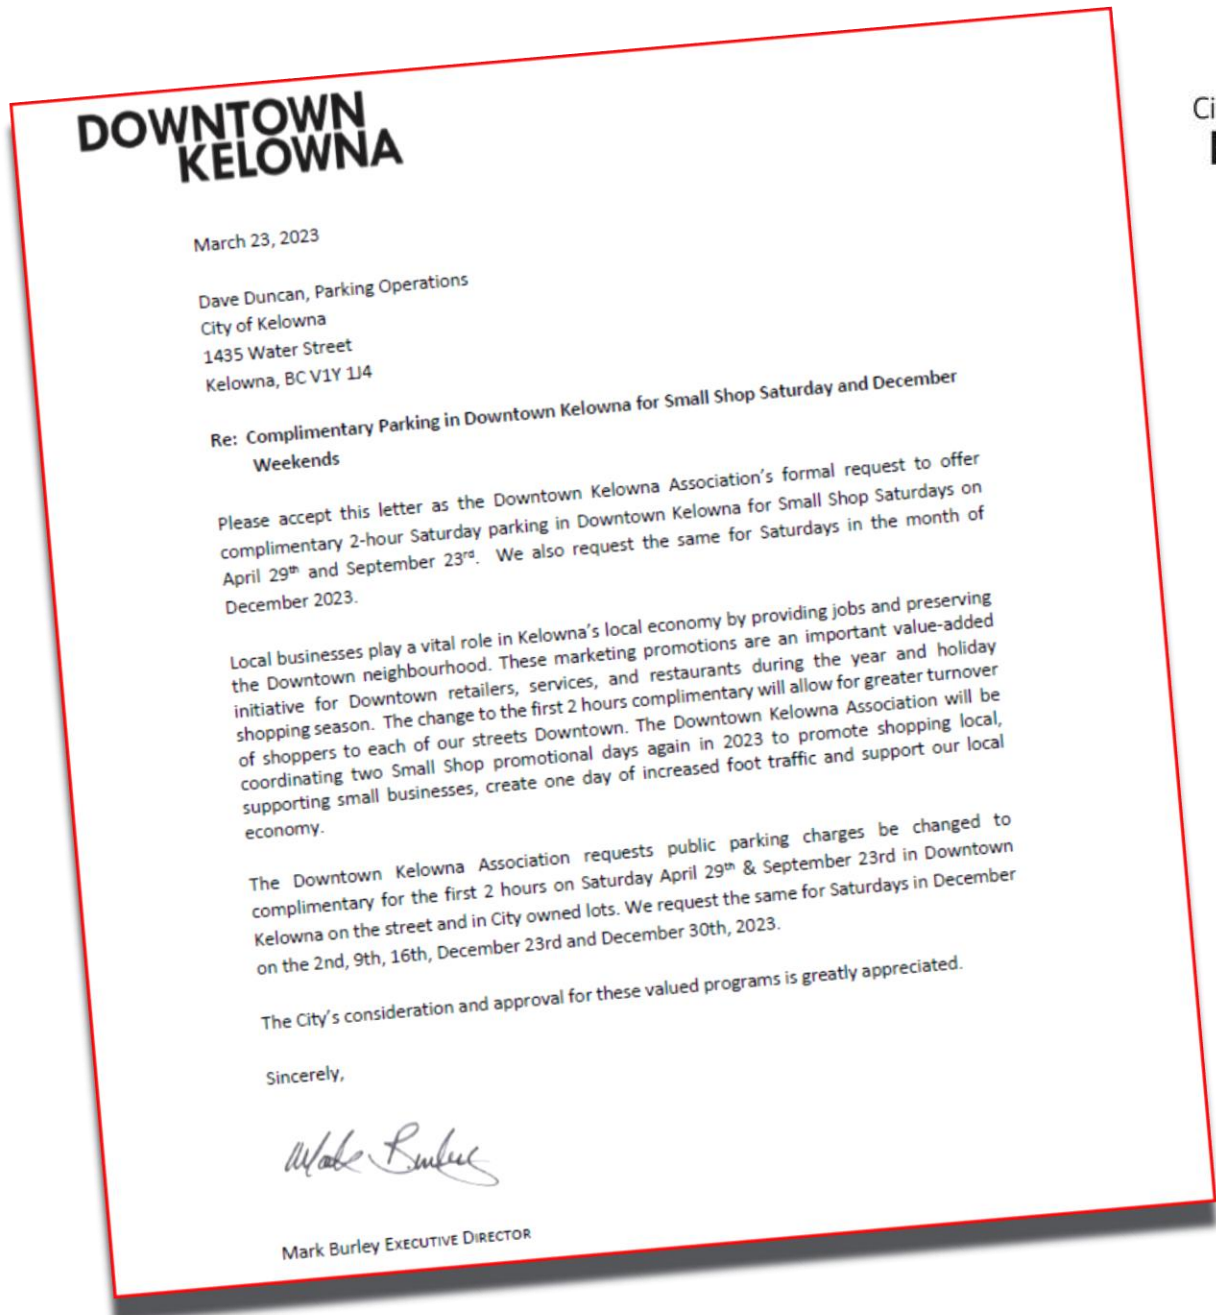 DOWNTOWN
KELOWNA
Ci
March 23, 2023
Dave Duncan, Parking Operations
City of Kelowna
1435 Water Street
Kelowna, BC V1Y 1J4
Re: Complimentary Parking in Downtown Kelowna for Small Shop Saturday and December
Weekends
Please accept this letter as the Downtown Kelowna Association's formal request to offer
complimentary 2-hour Saturday parking in Downtown Kelowna for Small Shop Saturdays on
April 29th and September 23rd. We also request the same for Saturdays in the month of
December 2023.
Local businesses play a vital role in Kelowna's local economy by providing jobs and preserving
the Downtown neighbourhood. These marketing promotions are an important value-added
initiative for Downtown retailers, services, and restaurants during the year and holiday
shopping season. The change to the first 2 hours complimentary will allow for greater turnover
of shoppers to each of our streets Downtown. The Downtown Kelowna Association will be
coordinating two Small Shop promotional days again in 2023 to promote shopping local,
supporting small businesses, create one day of increased foot traffic and support our local
economy.
The Downtown Kelowna Association requests public parking charges be changed to
complimentary for the first 2 hours on Saturday April 29th & September 23rd in Downtown
Kelowna on the street and in City owned lots. We request the same for Saturdays in December
on the 2nd, 9th, 16th, December 23rd and December 30th, 2023.
The City's consideration and approval for these valued programs is greatly appreciated.
Sincerely,
Mark Burley
Mark Burley EXECUTIVE DIRECTOR